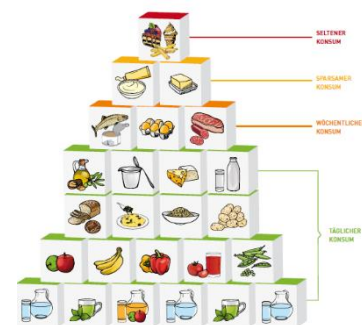 SELTENER
KONSUM
SPARSAMER
KONSUM
WÖCHENTLICHER
KONSUM
TÄGLICHER
KONSUM